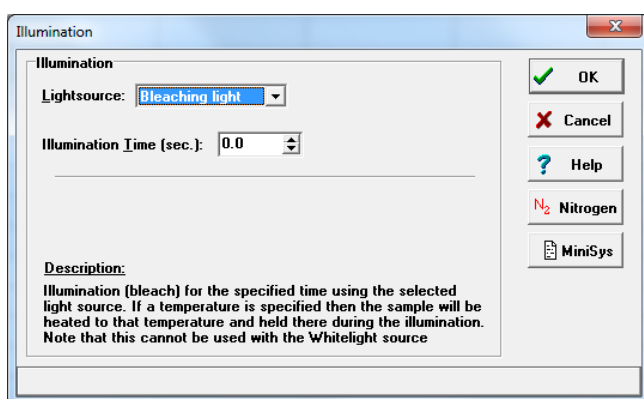 Illumination
Illumination
Lightsource: Bleaching light
Illumination Time (sec.): 0.0
Description:
Illumination (bleach) for the specified time using the selected
light source. If a temperature is specified then the sample will be
heated to that temperature and held there during the illumination.
Note that this cannot be used with the Whitelight source
OK
Cancel
? Help
N2 Nitrogen
MiniSys